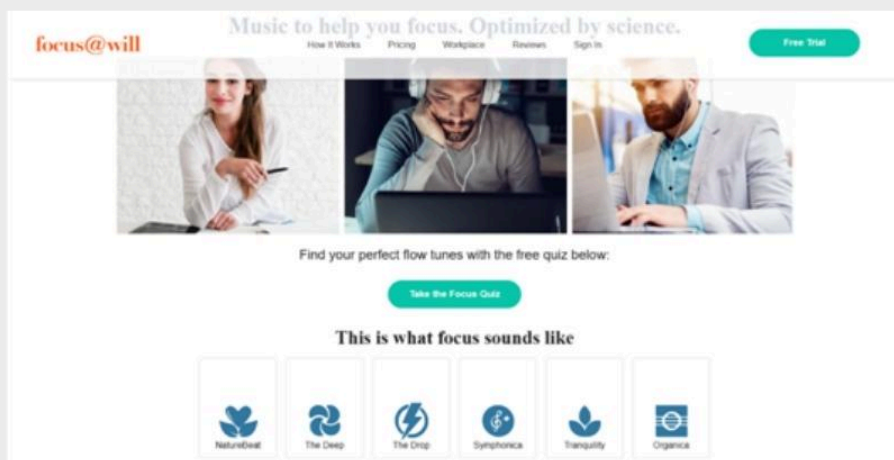 Music to help you focus. Optimized by science.
focus@will
How It Works Pricing Workplace Reviews Sign In
Free Trial
Find your perfect flow tunes with the free quiz below:
Take the Focus Quiz
This is what focus sounds like
NatureBeat The Deep The Drop Symphonica Tranquility Organica